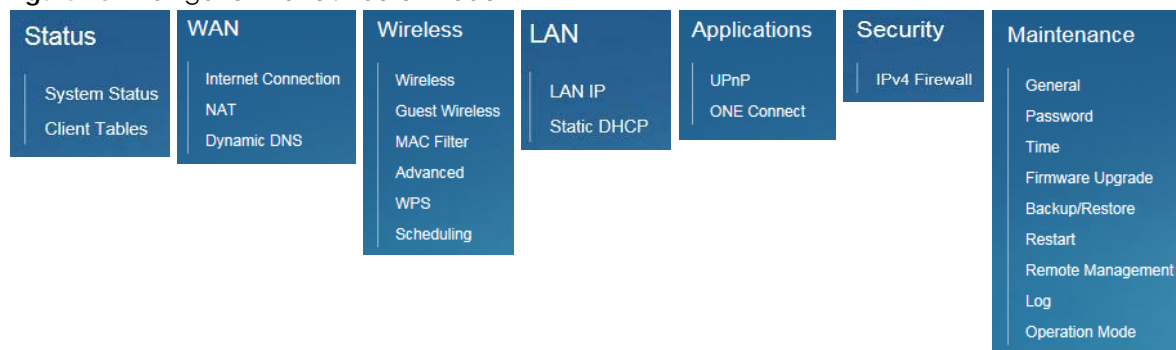 Status
System Status
Client Tables
WAN
Internet Connection
NAT
Dynamic DNS
Wireless
Wireless
Guest Wireless
MAC Filter
Advanced
WPS
Scheduling
LAN
LAN IP
Static DHCP
Applications
UPnP
ONE Connect
Security
IPv4 Firewall
Maintenance
General
Password
Time
Firmware Upgrade
Backup/Restore
Restart
Remote Management
Log
Operation Mode